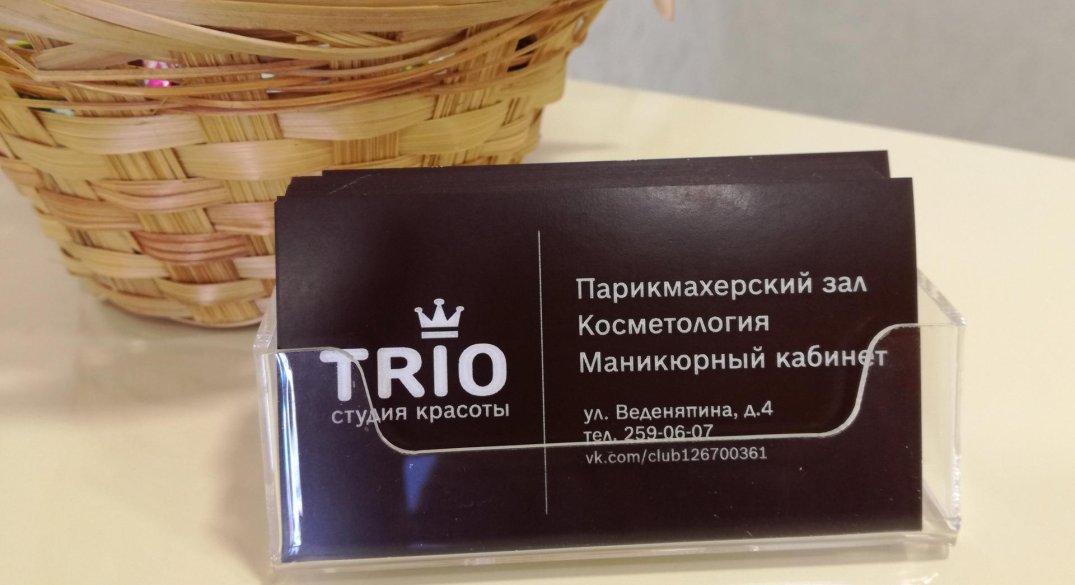 TRIO
студия красоты
Парикмахерский зал
Косметология
Маникюрный кабинет
ул. Веденяпина, д.4
тел. 259-06-07
vk.com/club126700361